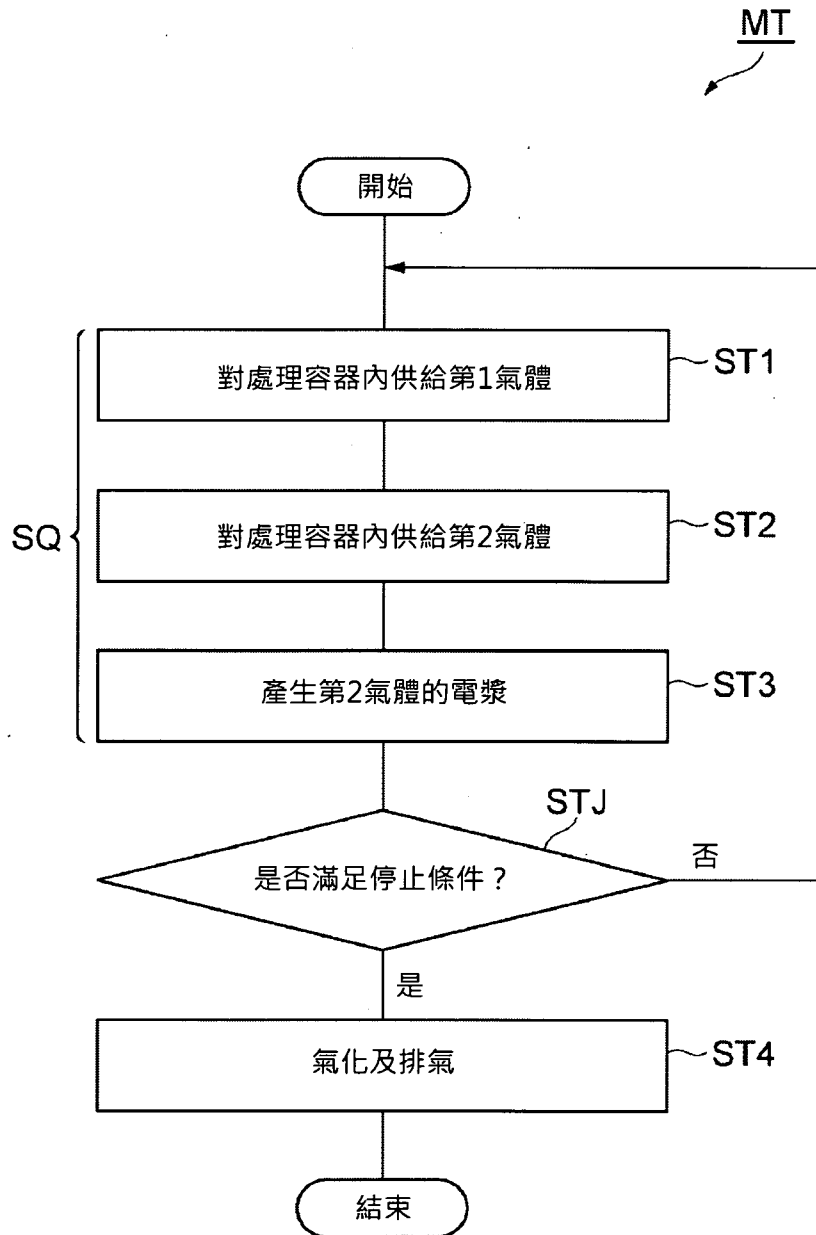 MT
開始
對處理容器內供給第1氣體
ST1
SQ
對處理容器內供給第2氣體
ST2
產生第2氣體的電漿
ST3
STJ
是否滿足停止條件？
否
是
氣化及排氣
ST4
結束